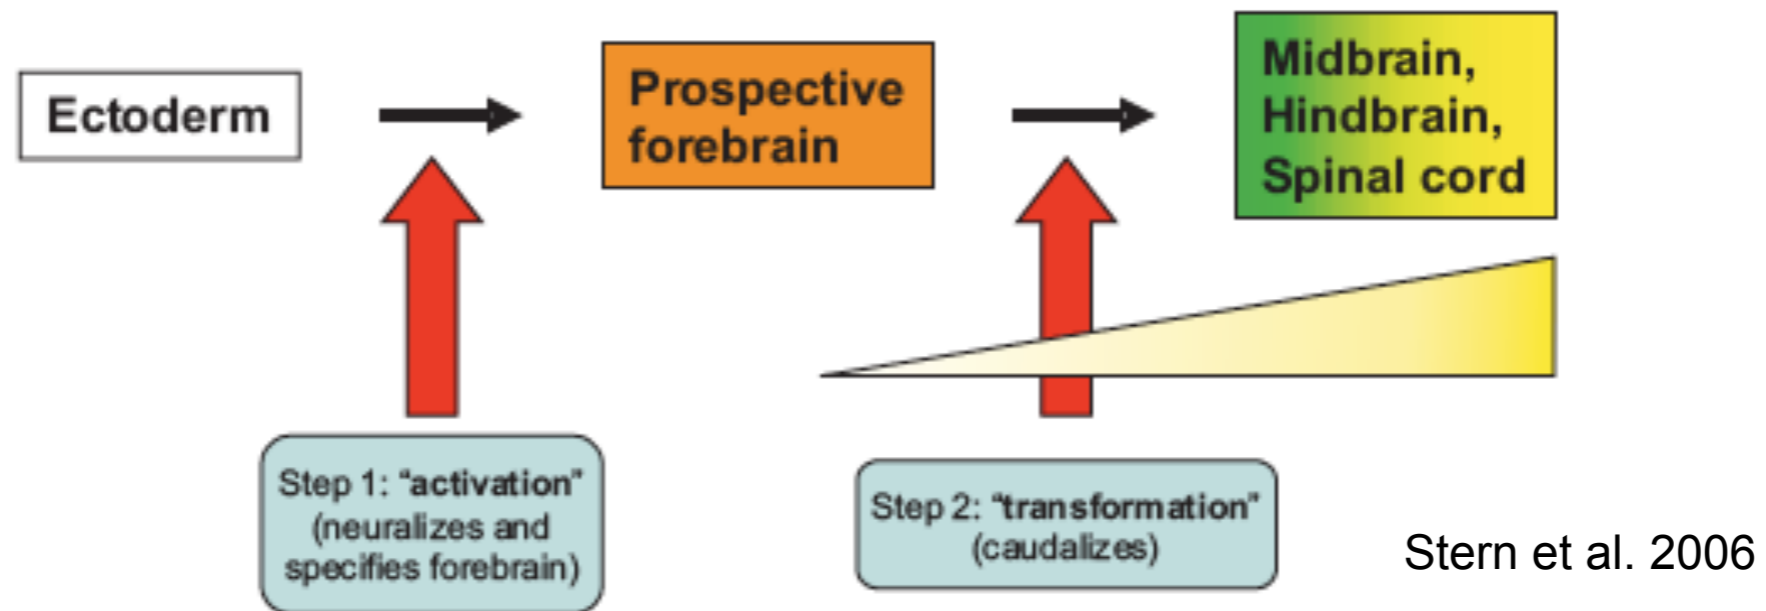 Ectoderm
Prospective
forebrain
Midbrain,
Hindbrain,
Spinal cord
Step 1: "activation"
(neuralizes and
specifies forebrain)
Step 2: "transformation"
(caudalizes)
Stern et al. 2006